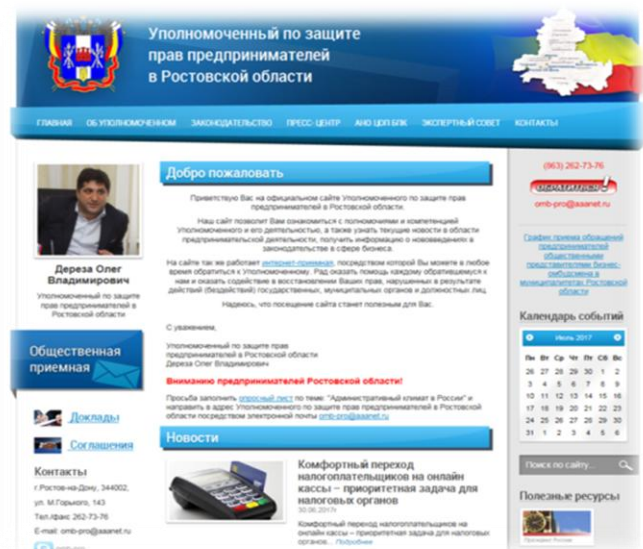 Уполномоченный по защите
прав предпринимателей
в Ростовской области
ГЛАВНАЯ ОБ УПОЛНОМОЧЕННОМ ЗАКОНОДАТЕЛЬСТВО ПРЕСС-ЦЕНТР АНО ЦОП БПК ЭКСПЕРТНЫЙ СОВЕТ КОНТАКТЫ
Дереза Олег
Владимирович
Уполномоченный по защите
прав предпринимателей в
Ростовской области
Общественная
приемная
Доклады
Соглашения
Контакты
г.Ростов-на-Дону, 344002,
ул. М.Горького, 143
Тел./факс 262-73-76
E-mail: omb-pro@aaanet.ru
omb-pro
Добро пожаловать
Приветствую Вас на официальном сайте Уполномоченного по защите прав
предпринимателей в Ростовской области.
Наш сайт позволит Вам ознакомиться с полномочиями и компетенцией
Уполномоченного и его деятельностью, а также узнать текущие новости в области
предпринимательской деятельности, получить информацию о нововведениях в
законодательстве в сфере бизнеса.
На сайте так же работает интернет-приемная, посредством которой Вы можете в любое
время обратиться к Уполномоченному. Рад оказать помощь каждому обратившемуся к
нам и оказать содействие в восстановлении Ваших прав, нарушенных в результате
действий (бездействий) государственных, муниципальных органов и должностных лиц.
Надеюсь, что посещение сайта станет полезным для Вас.
С уважением,
Уполномоченный по защите прав
предпринимателей в Ростовской области
Дереза Олег Владимирович
Вниманию предпринимателей Ростовской области!
Просьба заполнить опросный лист по теме: "Административный климат в России" и
направить в адрес Уполномоченного по защите прав предпринимателей в Ростовской
области посредством электронной почты omb-pro@aaanet.ru
Новости
Комфортный переход
налогоплательщиков на онлайн
кассы – приоритетная задача для
налоговых органов
30.06.2017г
Комфортный переход налогоплательщиков на
онлайн кассы – приоритетная задача для налоговых
органов... Подробнее
(863) 262-73-76
ОБРАТИТЬСЯ!
omb-pro@aaanet.ru
График приема обращений
предпринимателей
общественными
представителями бизнес-
омбудсмена в
муниципалитетах Ростовской
области
Календарь событий
Июль 2017
Пн Вт Ср Чт Пт Сб Вс
26 27 28 29 30 1 2
3 4 5 6 7 8 9
10 11 12 13 14 15 16
17 18 19 20 21 22 23
24 25 26 27 28 29 30
31 1 2 3 4 5 6
Поиск по сайту...
Полезные ресурсы
Президент России